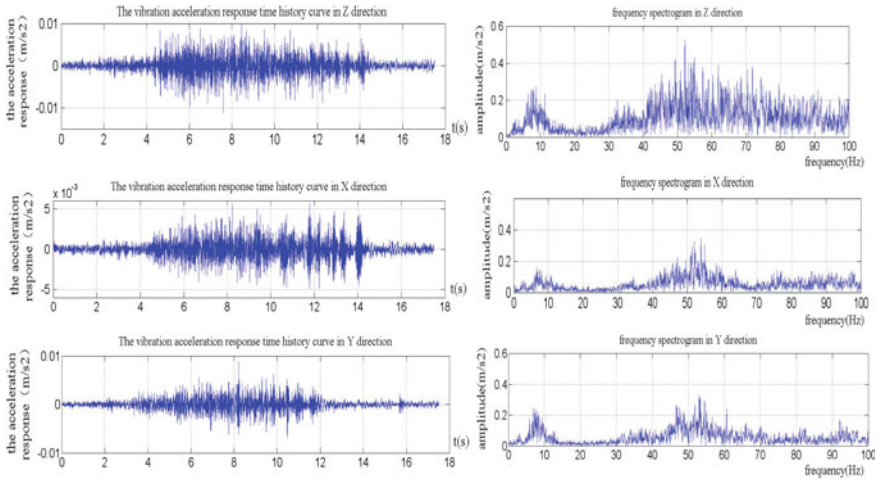 The vibration acceleration response time history curve in Z direction
the acceleration
response (m/s2)
0.01
0
-0.01
0 2 4 6 8 10 12 14 16 18
t(s)
frequency spectrogram in Z direction
amplitude(m/s2)
0.6
0.4
0.2
0
0 10 20 30 40 50 60 70 80 90 100
frequency(Hz)
The vibration acceleration response time history curve in X direction
x 10⁻³
the acceleration
response (m/s2)
5
0
-5
0 2 4 6 8 10 12 14 16 18
t(s)
frequency spectrogram in X direction
amplitude(m/s2)
0.4
0.2
0
0 10 20 30 40 50 60 70 80 90 100
frequency(Hz)
The vibration acceleration response time history curve in Y direction
the acceleration
response (m/s2)
0.01
0
-0.01
0 2 4 6 8 10 12 14 16 18
t(s)
frequency spectrogram in Y direction
amplitude(m/s2)
0.6
0.4
0.2
0
0 10 20 30 40 50 60 70 80 90 100
frequency(Hz)